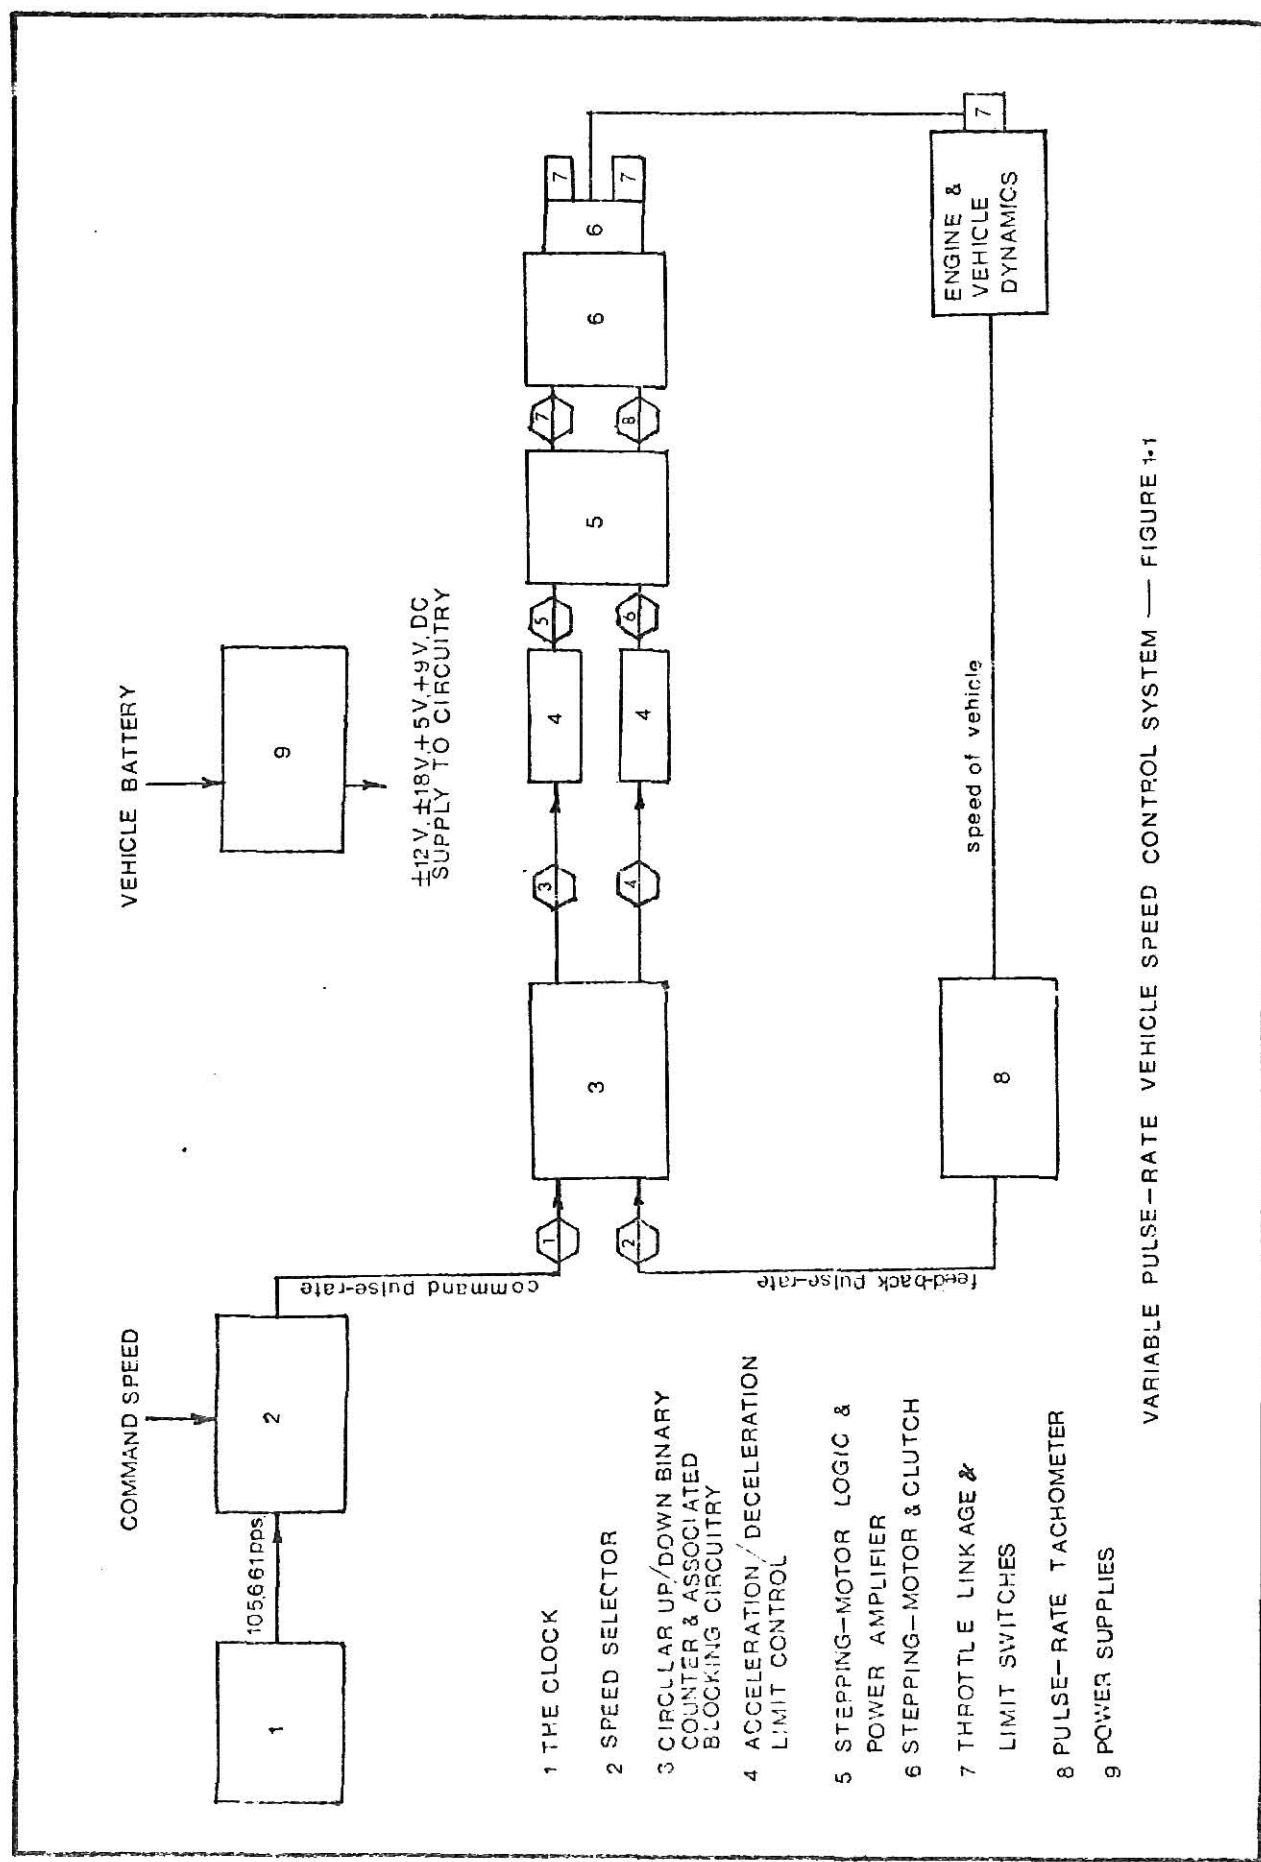 COMMAND SPEED
VEHICLE BATTERY
1
105,661pps
2
9
±12V, ±18V, +5V, +9V, DC
SUPPLY TO CIRCUITRY
command pulse-rate
1
2
3
3
4
4
4
5
6
5
7
8
6
6
7
7
feed-back pulse-rate
8
speed of vehicle
ENGINE &
VEHICLE
DYNAMICS
7
1 THE CLOCK
2 SPEED SELECTOR
3 CIRCULAR UP/DOWN BINARY
COUNTER & ASSOCIATED
BLOCKING CIRCUITRY
4 ACCELERATION/DECELERATION
LIMIT CONTROL
5 STEPPING-MOTOR LOGIC &
POWER AMPLIFIER
6 STEPPING-MOTOR & CLUTCH
7 THROTTLE LINKAGE &
LIMIT SWITCHES
8 PULSE-RATE TACHOMETER
9 POWER SUPPLIES
VARIABLE PULSE-RATE VEHICLE SPEED CONTROL SYSTEM — FIGURE 1.1